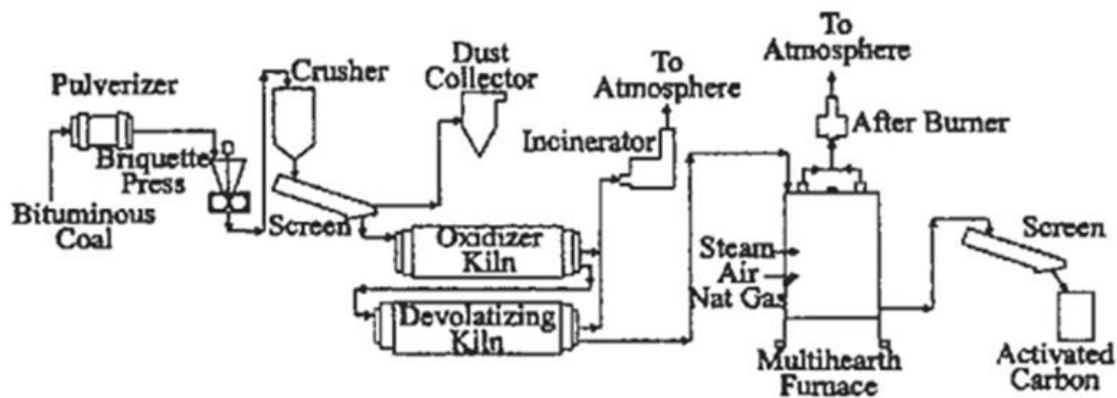 Pulverizer
Bituminous
Coal
Briquette
Press
Crusher
Screen
Dust
Collector
Oxidizer
Kiln
Devolatizing
Kiln
Incinerator
To
Atmosphere
To
Atmosphere
After Burner
Steam
Air
Nat Gas
Multihearth
Furnace
Screen
Activated
Carbon